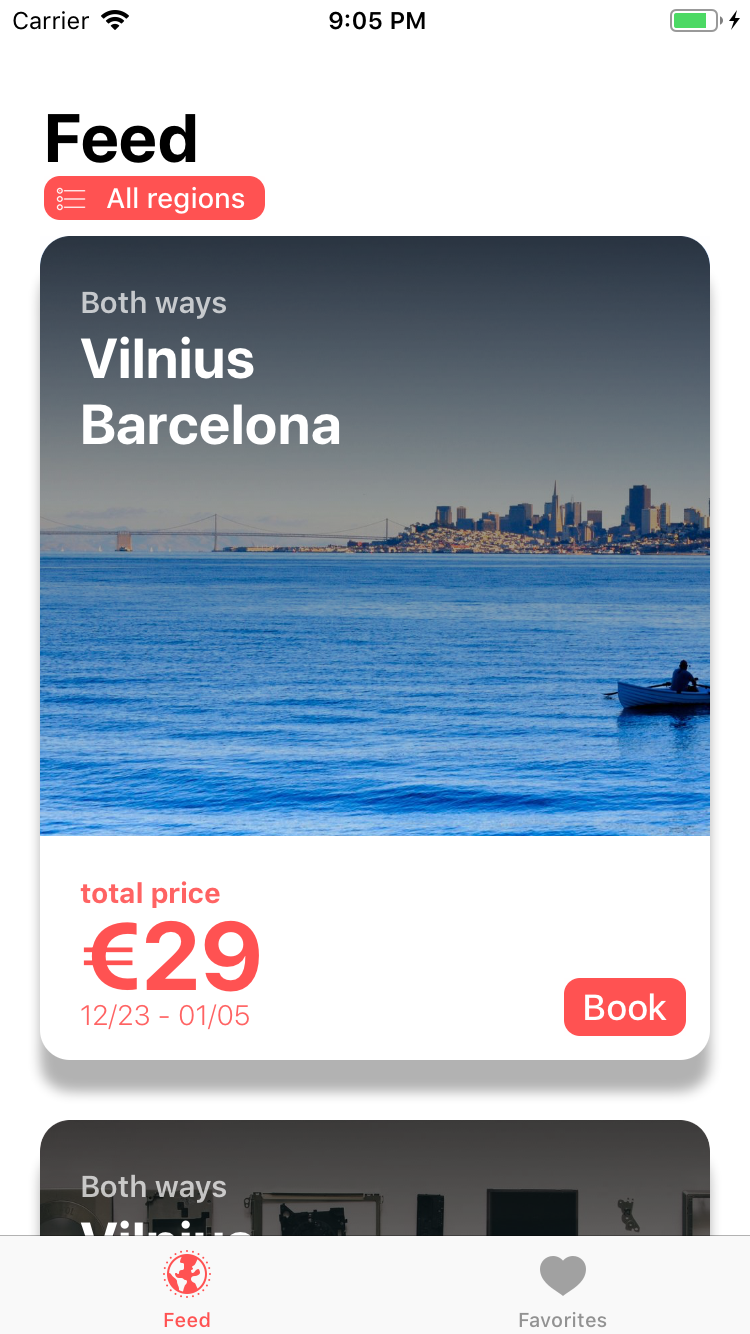 Carrier 9:05 PM
Feed
All regions
Both ways
Vilnius
Barcelona
total price
€29
12/23 - 01/05
Book
Both ways
Vilnius
Feed
Favorites